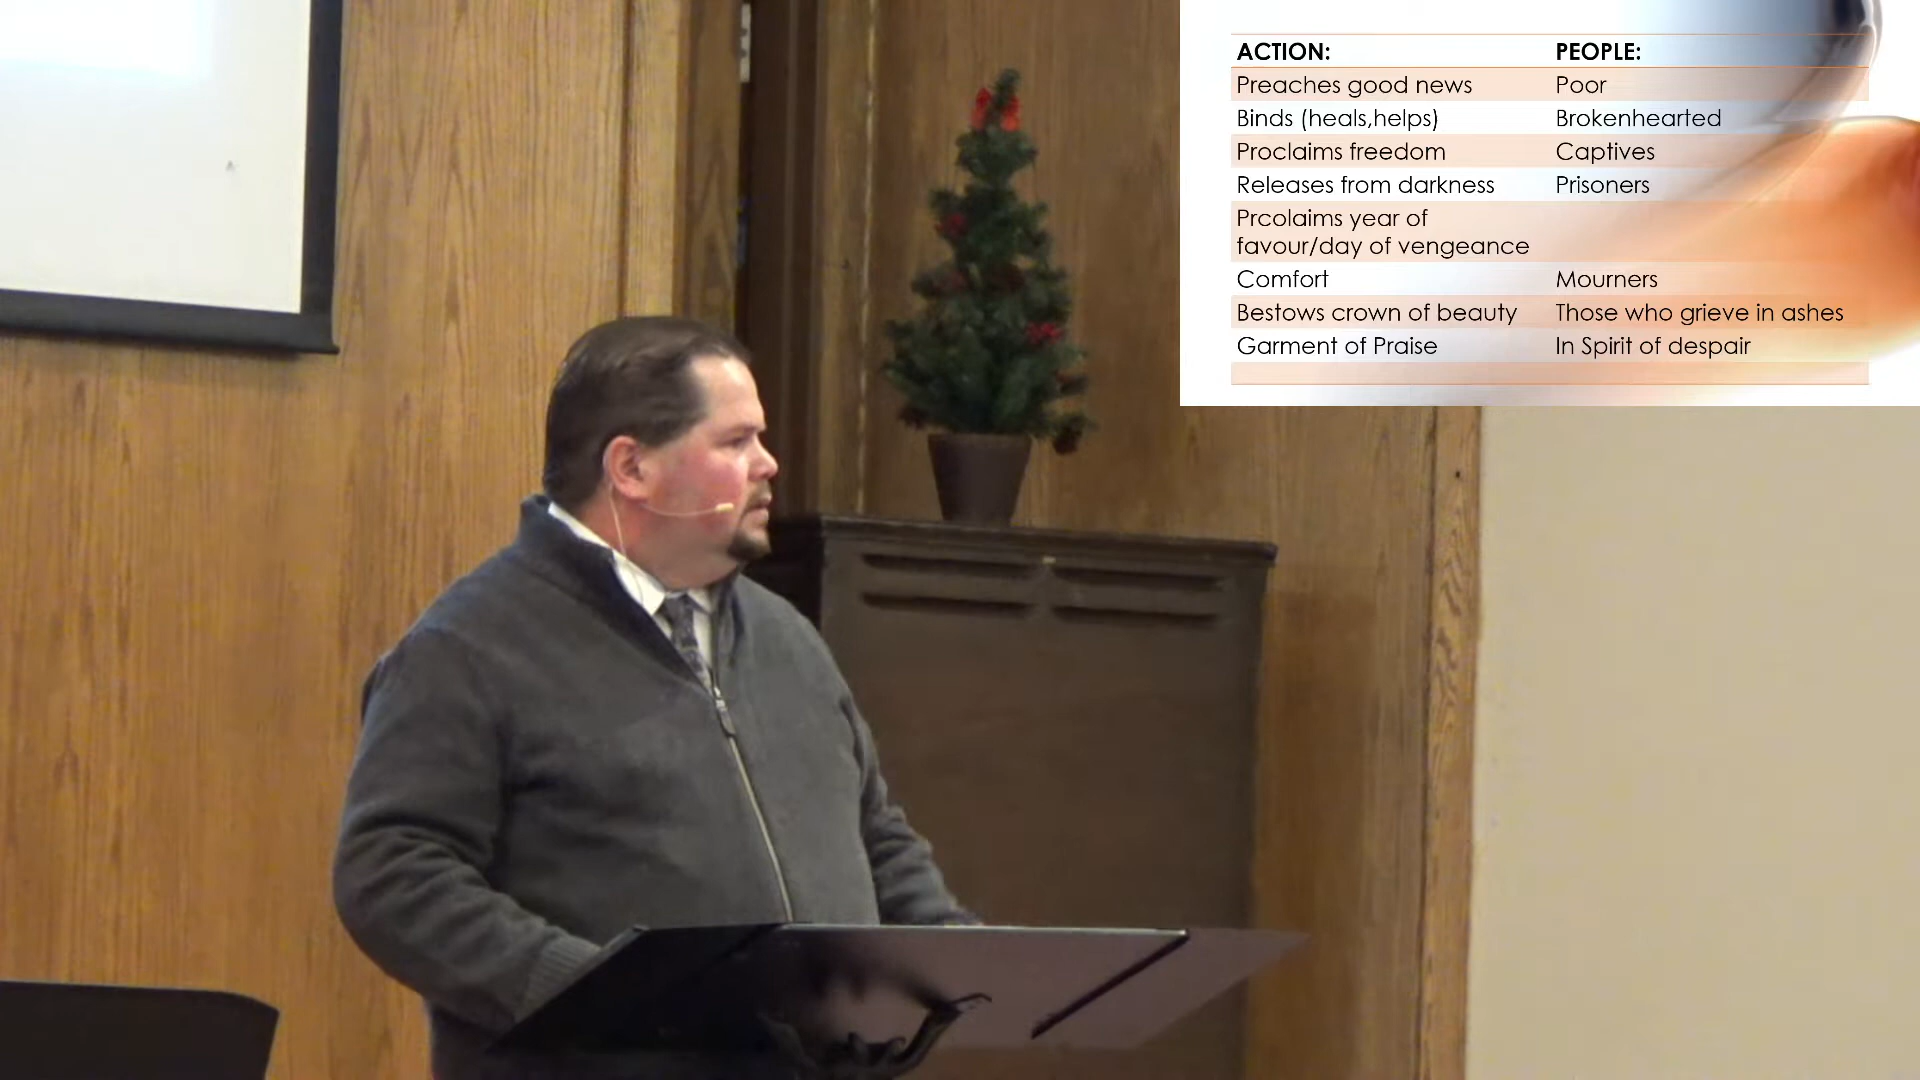 ACTION: PEOPLE:
Preaches good news Poor
Binds (heals,helps) Brokenhearted
Proclaims freedom Captives
Releases from darkness Prisoners
Prcolaims year of
favour/day of vengeance
Comfort Mourners
Bestows crown of beauty Those who grieve in ashes
Garment of Praise In Spirit of despair